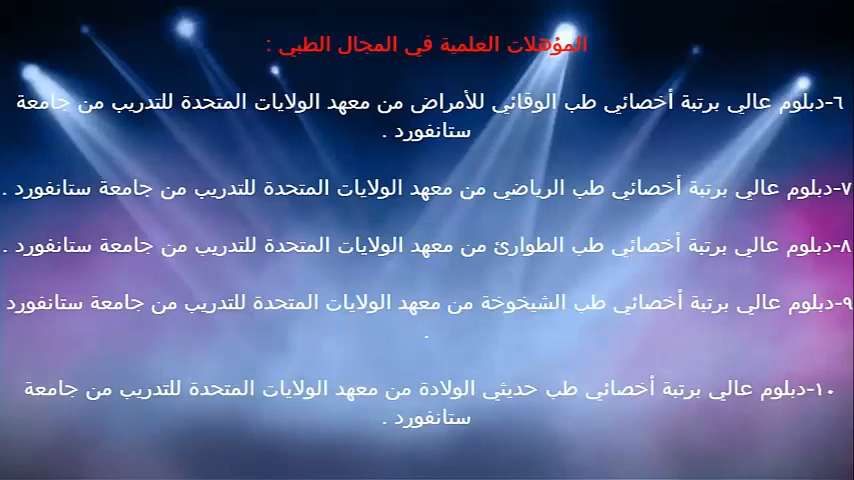 المؤهلات العلمية في المجال الطبي :
٦-دبلوم عالي برتبة أخصائي طب الوقائي للأمراض من معهد الولايات المتحدة للتدريب من جامعة
ستانفورد .
٧-دبلوم عالي برتبة أخصائي طب الرياضي من معهد الولايات المتحدة للتدريب من جامعة ستانفورد .
٨-دبلوم عالي برتبة أخصائي طب الطوارئ من معهد الولايات المتحدة للتدريب من جامعة ستانفورد .
٩-دبلوم عالي برتبة أخصائي طب الشيخوخة من معهد الولايات المتحدة للتدريب من جامعة ستانفورد
.
١٠-دبلوم عالي برتبة أخصائي طب حديثي الولادة من معهد الولايات المتحدة للتدريب من جامعة
ستانفورد .